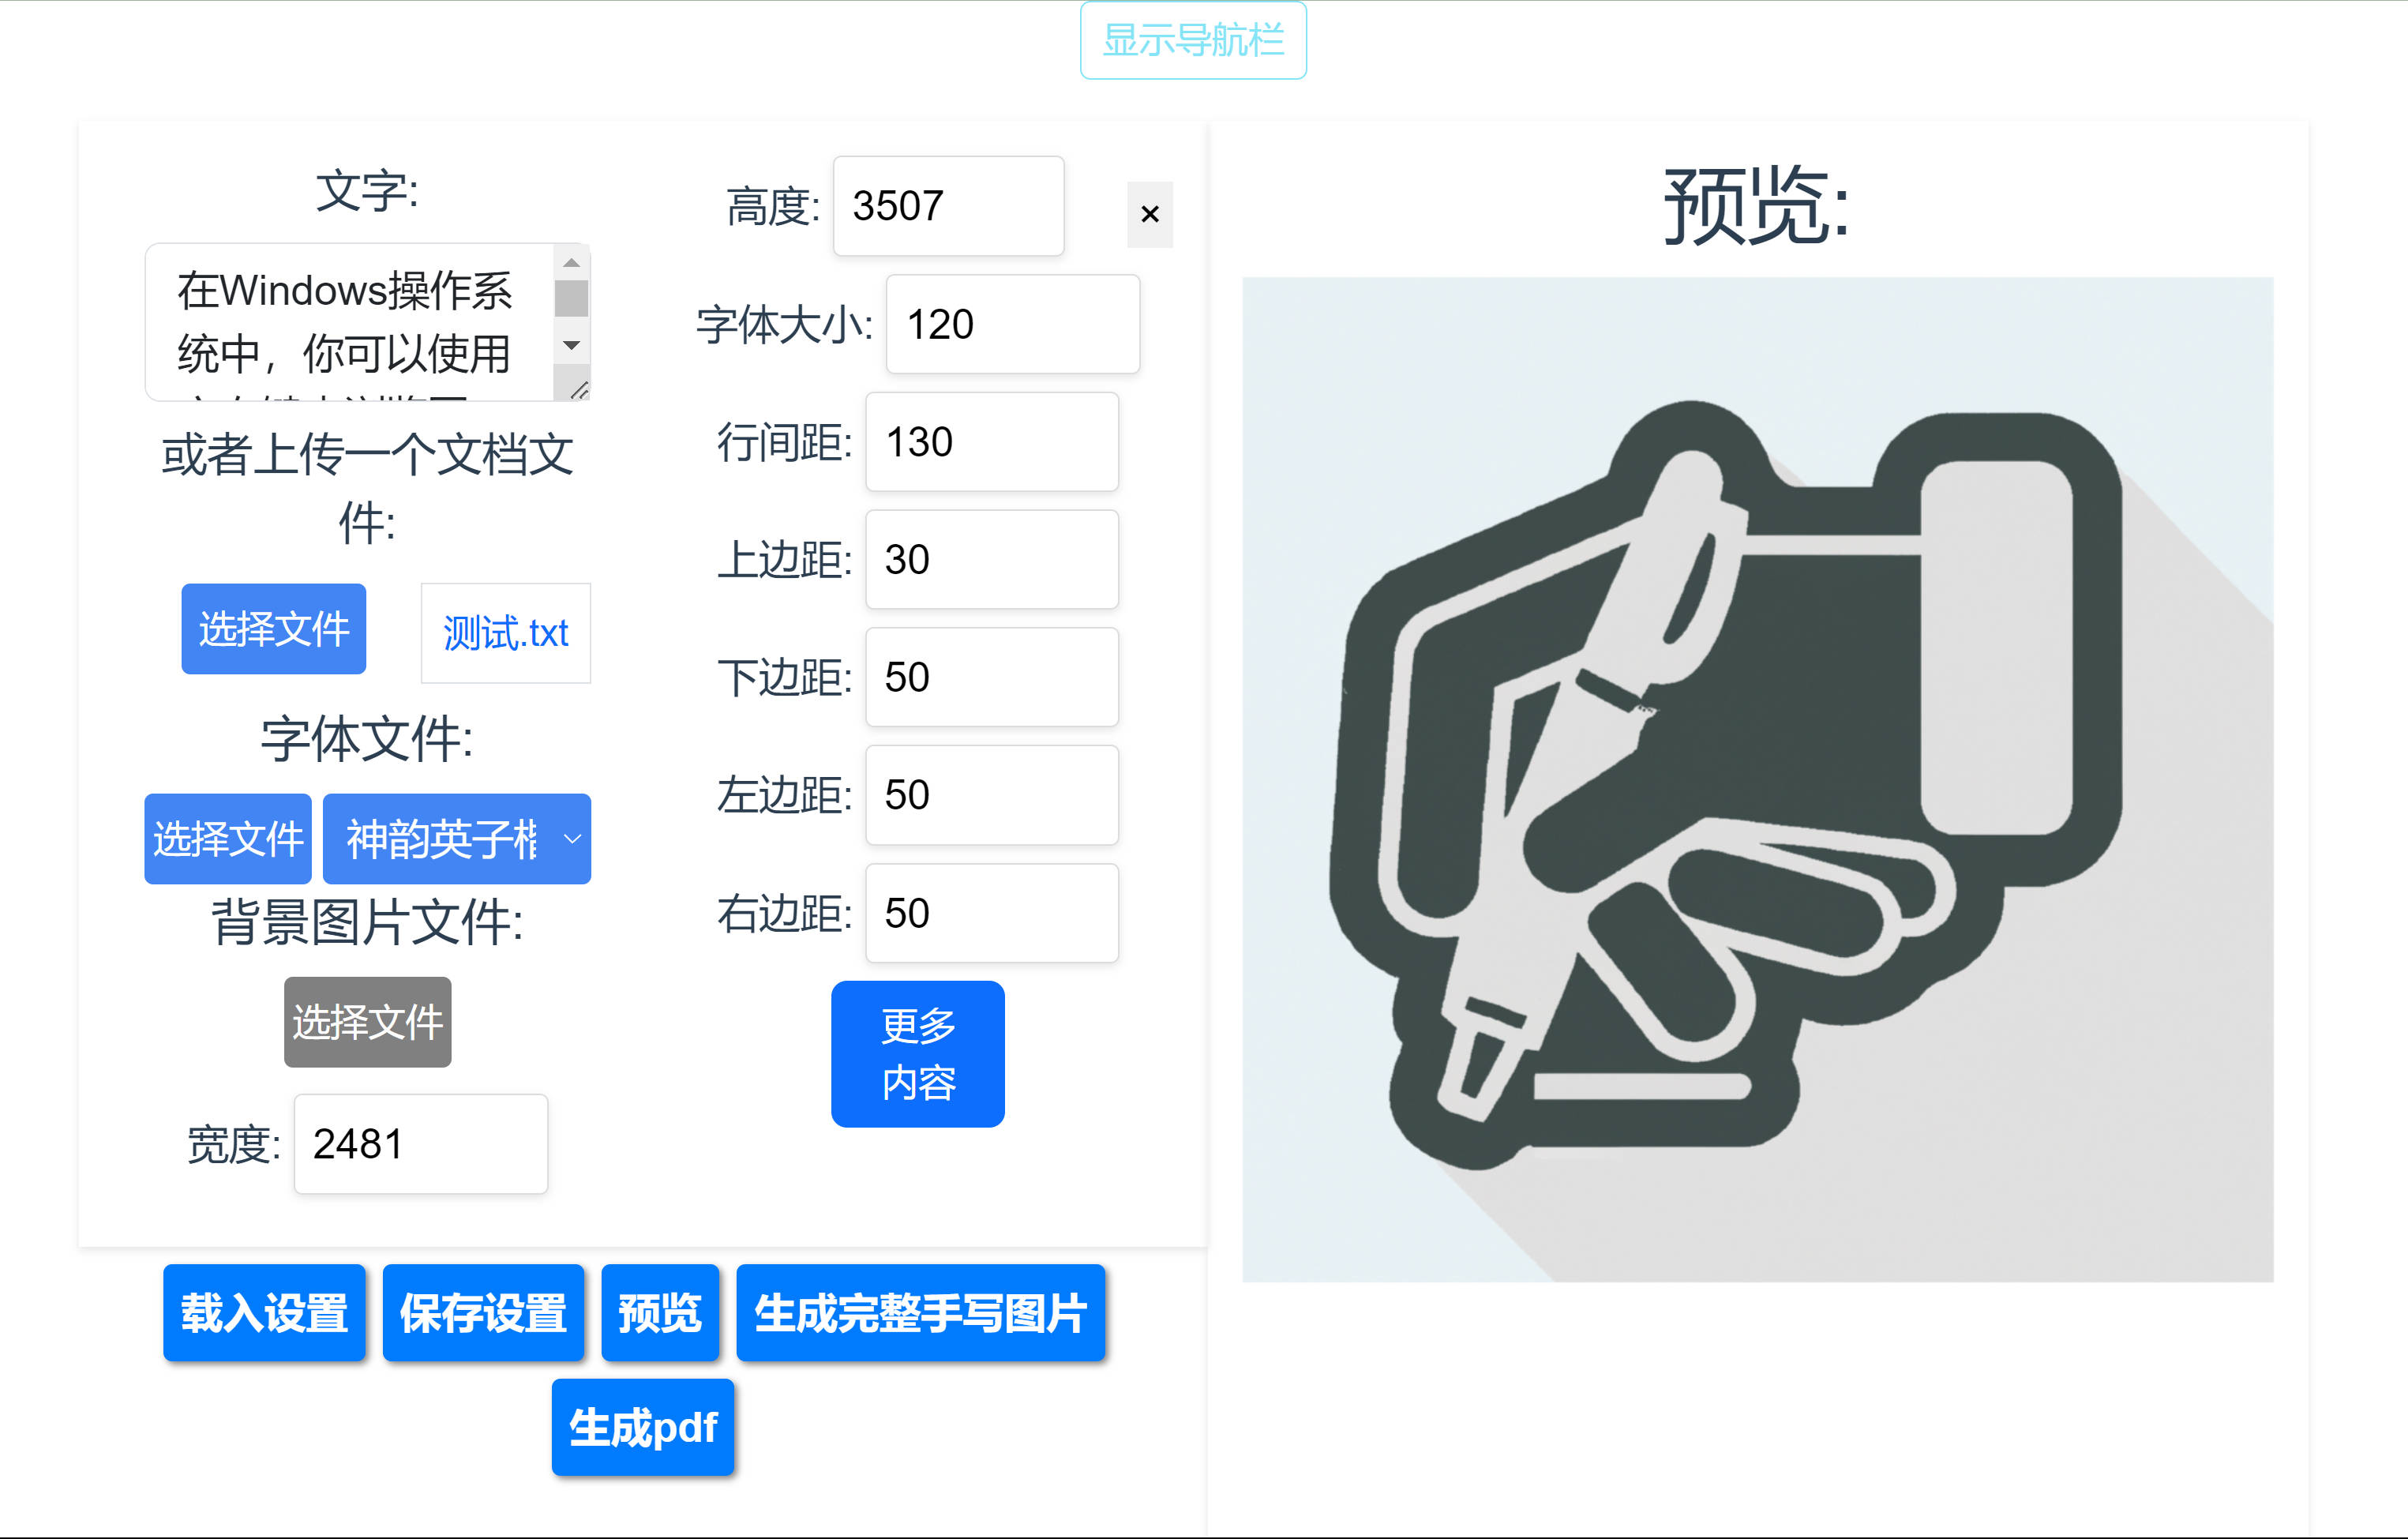 显示导航栏
文字:
在Windows操作系
统中，你可以使用
或者上传一个文档文
件:
选择文件
测试.txt
字体文件:
选择文件
神韵英子
背景图片文件:
选择文件
宽度: 2481
高度: 3507
×
字体大小: 120
行间距: 130
上边距: 30
下边距: 50
左边距: 50
右边距: 50
更多
内容
载入设置
保存设置
预览
生成完整手写图片
生成pdf
预览: